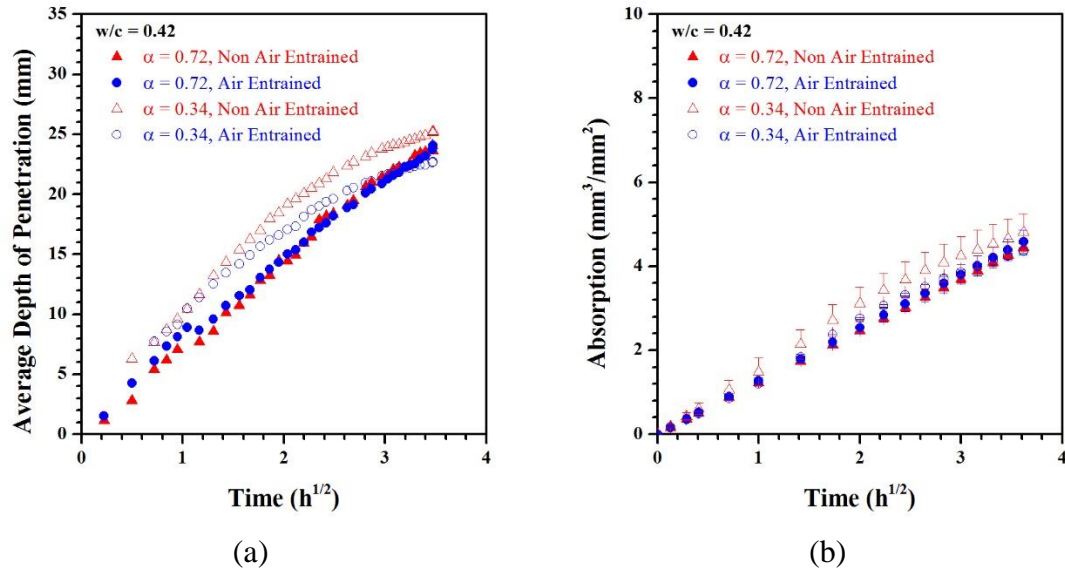 w/c = 0.42
α = 0.72, Non Air Entrained
α = 0.72, Air Entrained
α = 0.34, Non Air Entrained
α = 0.34, Air Entrained
Average Depth of Penetration (mm)
35
30
25
20
15
10
5
0
0 1 2 3 4
Time (h^1/2)
(a)
w/c = 0.42
α = 0.72, Non Air Entrained
α = 0.72, Air Entrained
α = 0.34, Non Air Entrained
α = 0.34, Air Entrained
Absorption (mm³/mm²)
10
8
6
4
2
0
0 1 2 3 4
Time (h^1/2)
(b)